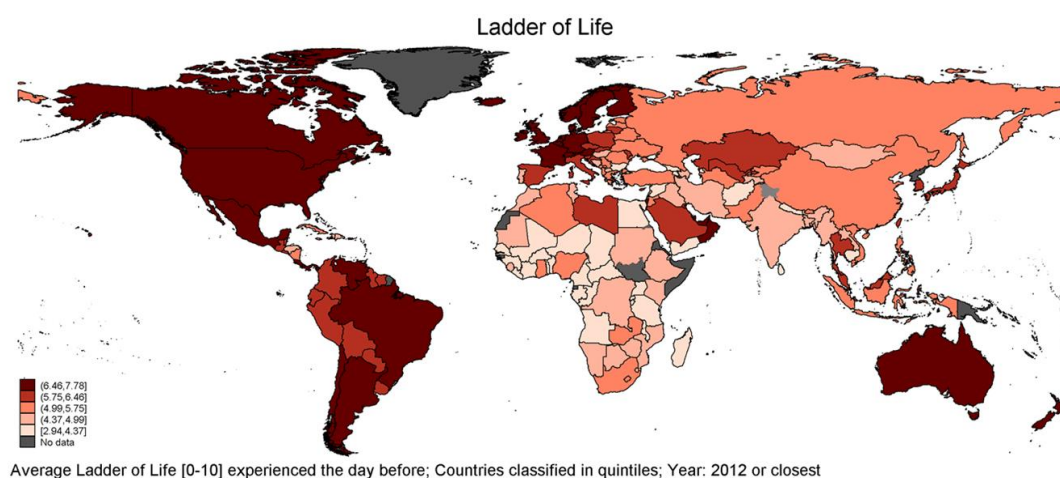 Ladder of Life
(6.46,7.78]
(5.75,6.46]
(4.99,5.75]
(4.37,4.99]
[2.94,4.37]
No data
Average Ladder of Life [0-10] experienced the day before; Countries classified in quintiles; Year: 2012 or closest